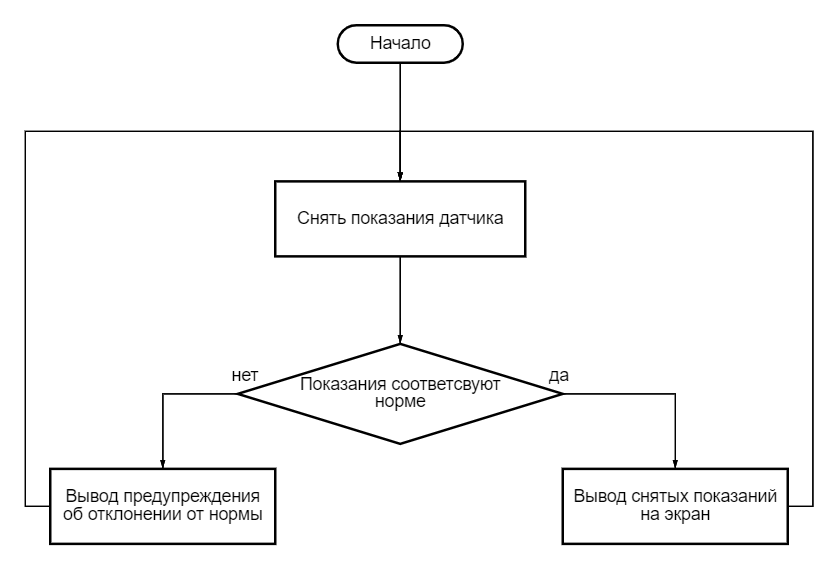 Начало
Снять показания датчика
нет
да
Показания соответсвуют
норме
Вывод предупреждения
об отклонении от нормы
Вывод снятых показаний
на экран